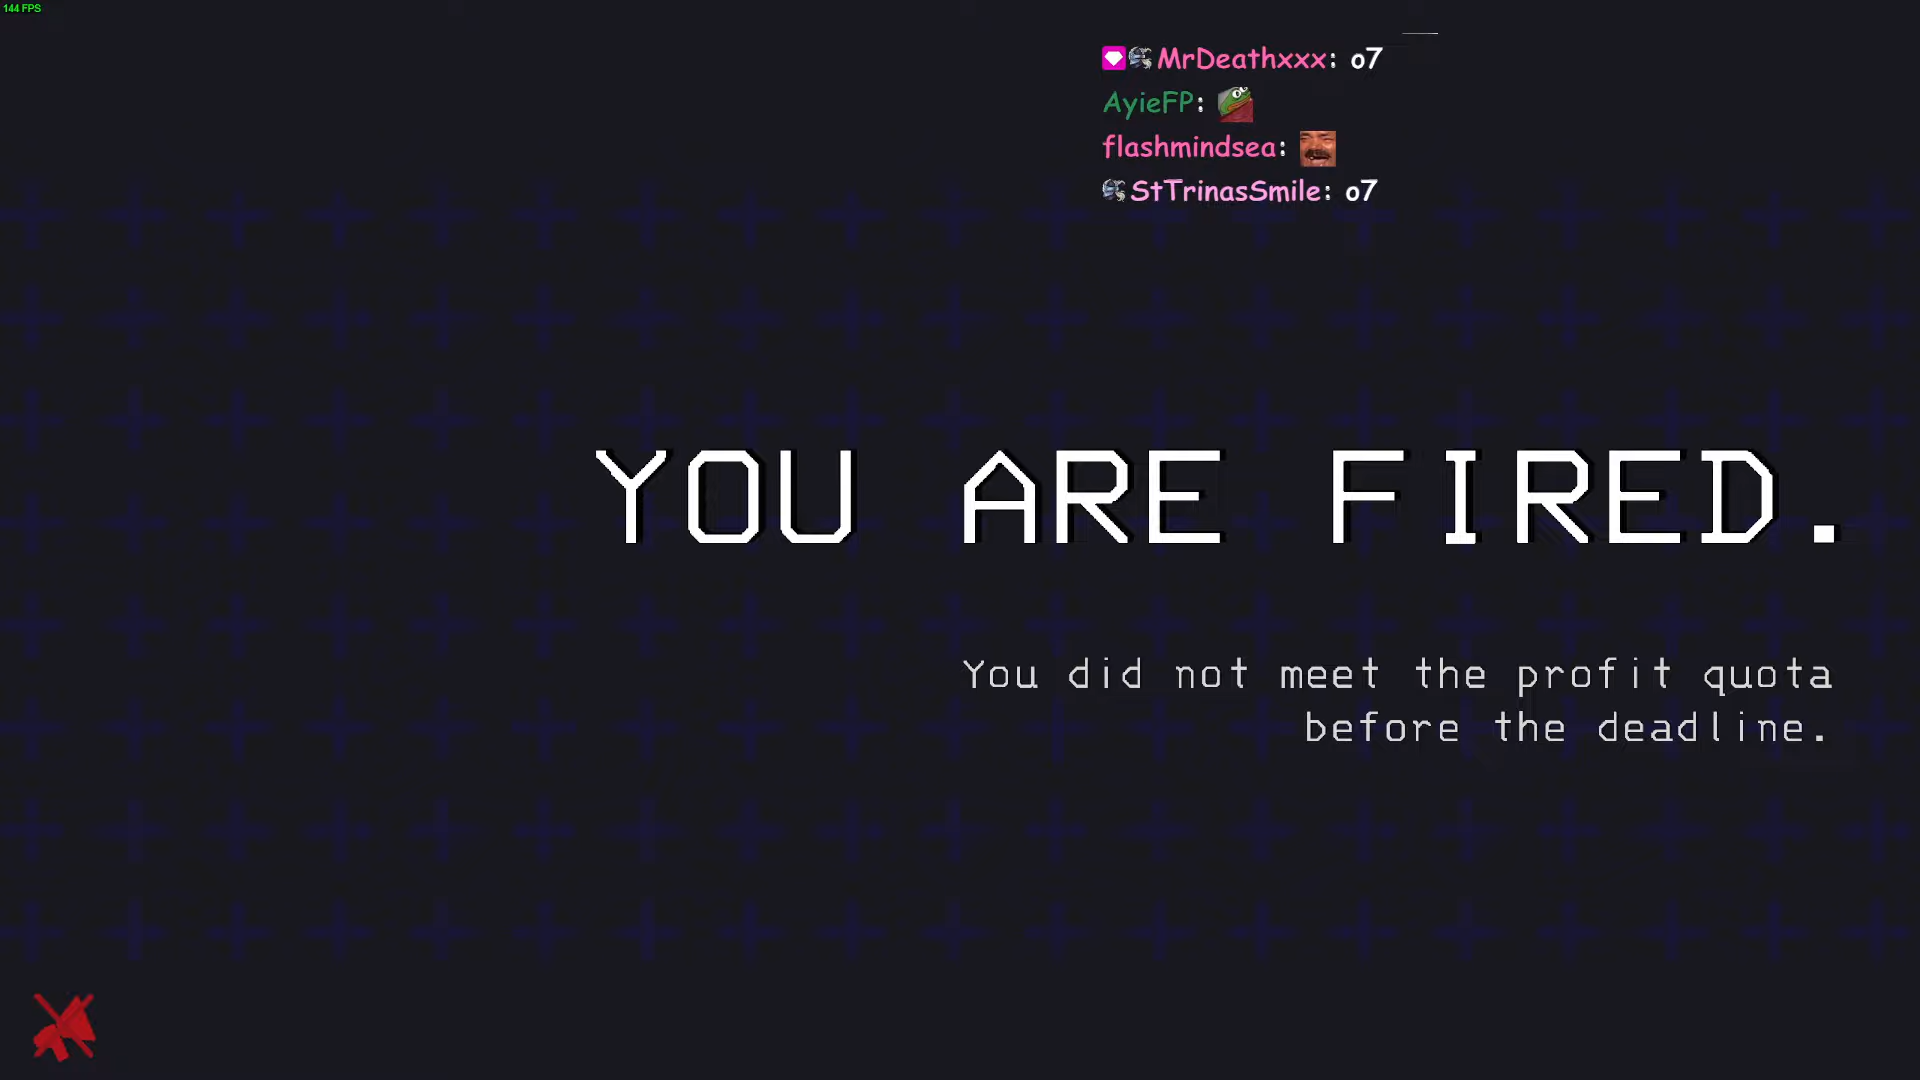 144 FPS
MrDeathxxx: o7
AyieFP:
flashmindsea:
StTrinasSmile: o7
YOU ARE FIRED.
You did not meet the profit quota
before the deadline.